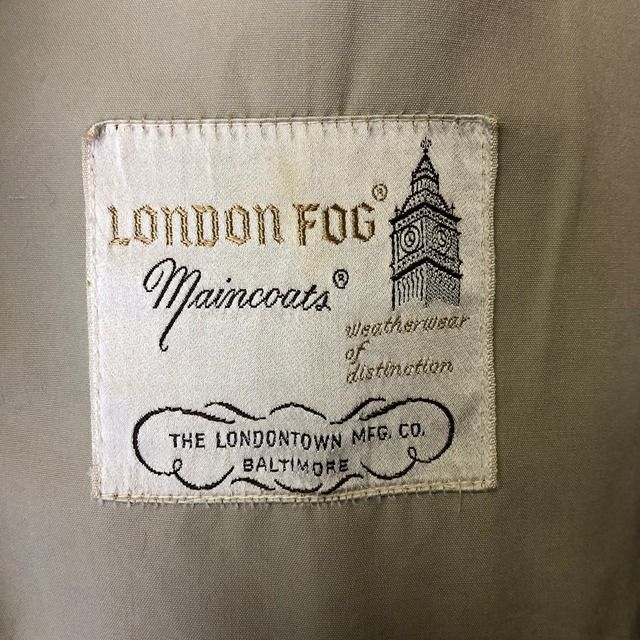 LONDON FOG®
Maincoats®
weatherwear
of
distinction
THE LONDONTOWN MFG. CO.
BALTIMORE